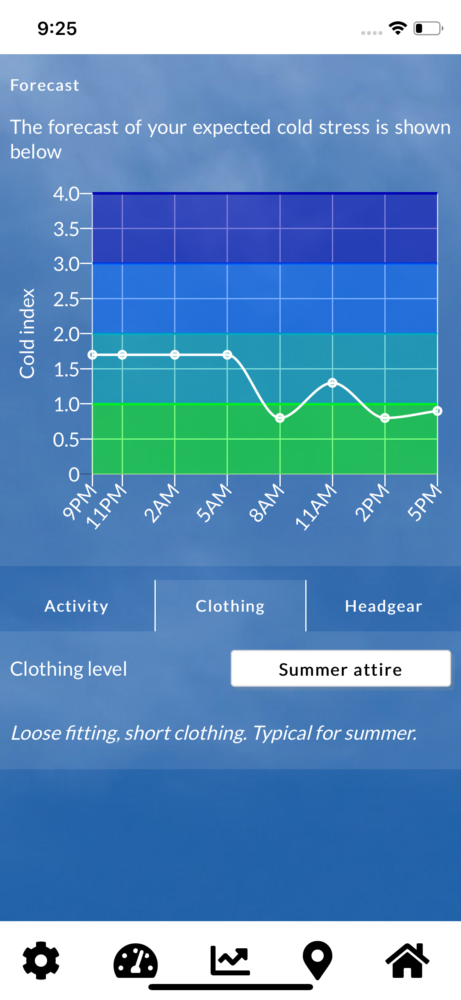 9:25
Forecast
The forecast of your expected cold stress is shown
below
Cold index
4.0
3.5
3.0
2.5
2.0
1.5
1.0
0.5
0
9PM
11PM
2AM
5AM
8AM
11AM
2PM
5PM
Activity
Clothing
Headgear
Clothing level
Summer attire
Loose fitting, short clothing. Typical for summer.